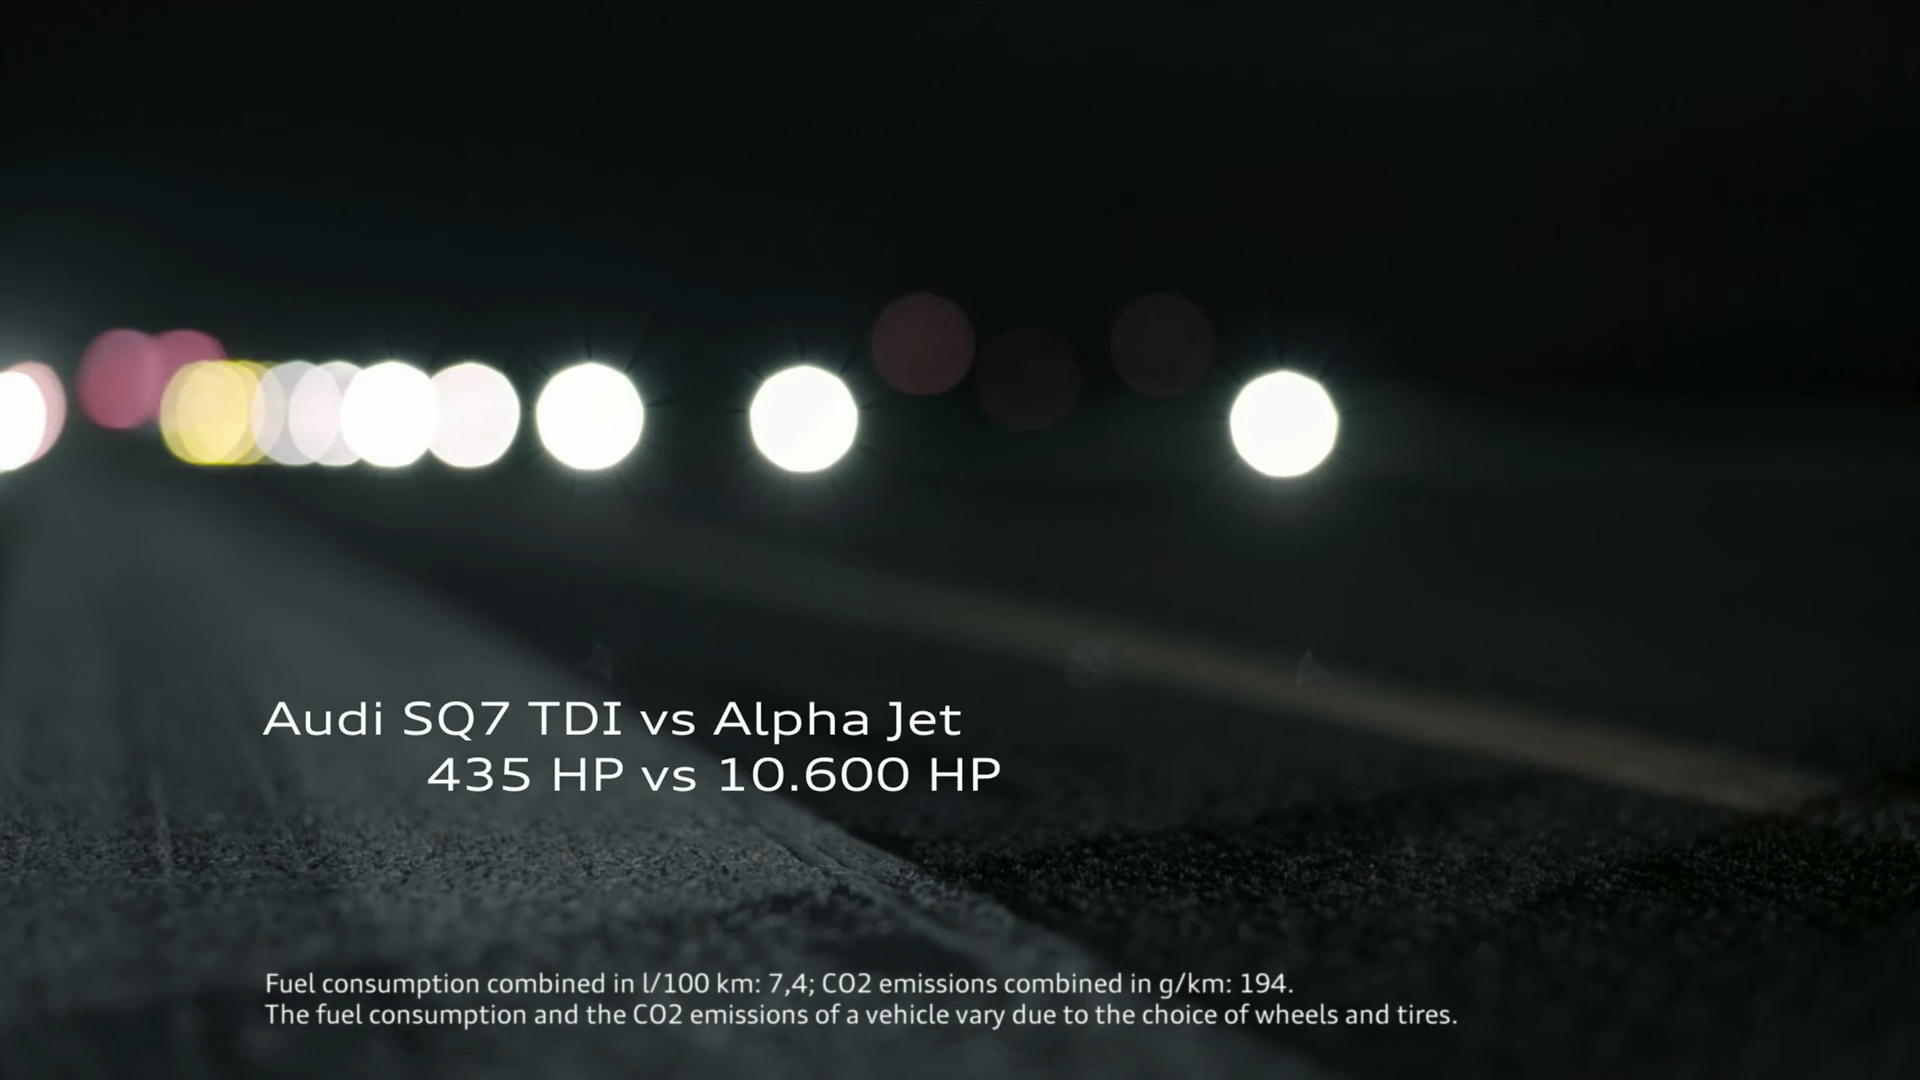 Audi SQ7 TDI vs Alpha Jet
435 HP vs 10.600 HP
Fuel consumption combined in l/100 km: 7,4; CO2 emissions combined in g/km: 194.
The fuel consumption and the CO2 emissions of a vehicle vary due to the choice of wheels and tires.